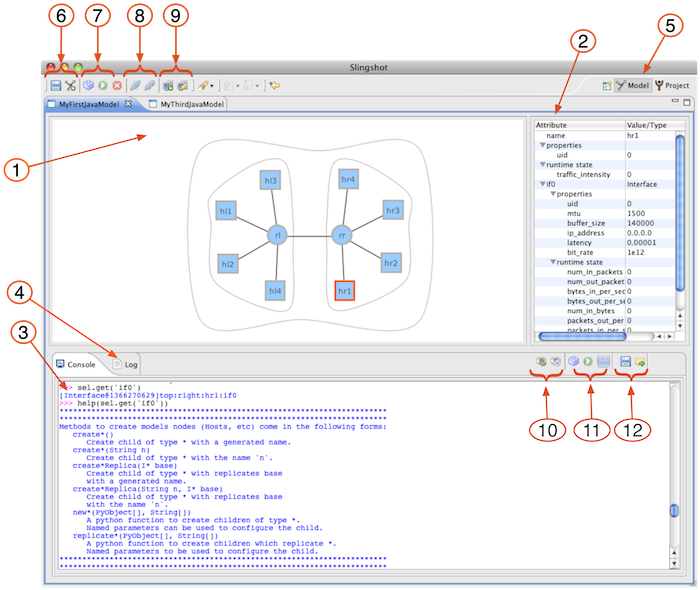 6
7
8
9
5
2
Slingshot
Model
Project
MyFirstJavaModel
MyThirdJavaModel
Attribute
Value/Type
name
hr1
properties
uid
0
runtime state
traffic_intensity
0
if0
Interface
properties
uid
0
mtu
1500
buffer_size
140000
ip_address
0.0.0.0
latency
0.00001
bit_rate
1e12
runtime state
num_in_packets
0
num_out_packet
0
bytes_in_per_sec
0
bytes_out_per_se
0
num_in_bytes
0
packets_out_per
0
packets_in_per_s
1
hl3
hr4
hl1
hr3
rl
rr
hl2
hr2
hl4
hr1
4
3
Console
Log
10
11
12
>>> sel.get('if0')
[Interface@1366270629]top:right:hr1:if0
>>> help(sel.get('if0'))
Methods to create models nodes (Hosts, etc) come in the following forms:
create*()
Create child of type * with a generated name.
create*(String n)
Create child of type * with the name `n`.
create*Replica(I* base)
Create child of type * with replicates base
with a generated name.
create*Replica(String n, I* base)
Create child of type * with replicates base
with the name `n`.
new*(PyObject[], String[])
A python function to create children of type *.
Named parameters can be used to configure the child.
replicate*(PyObject[], String[])
A python function to create children which replicate *.
Named parameters to be used to configure the child.